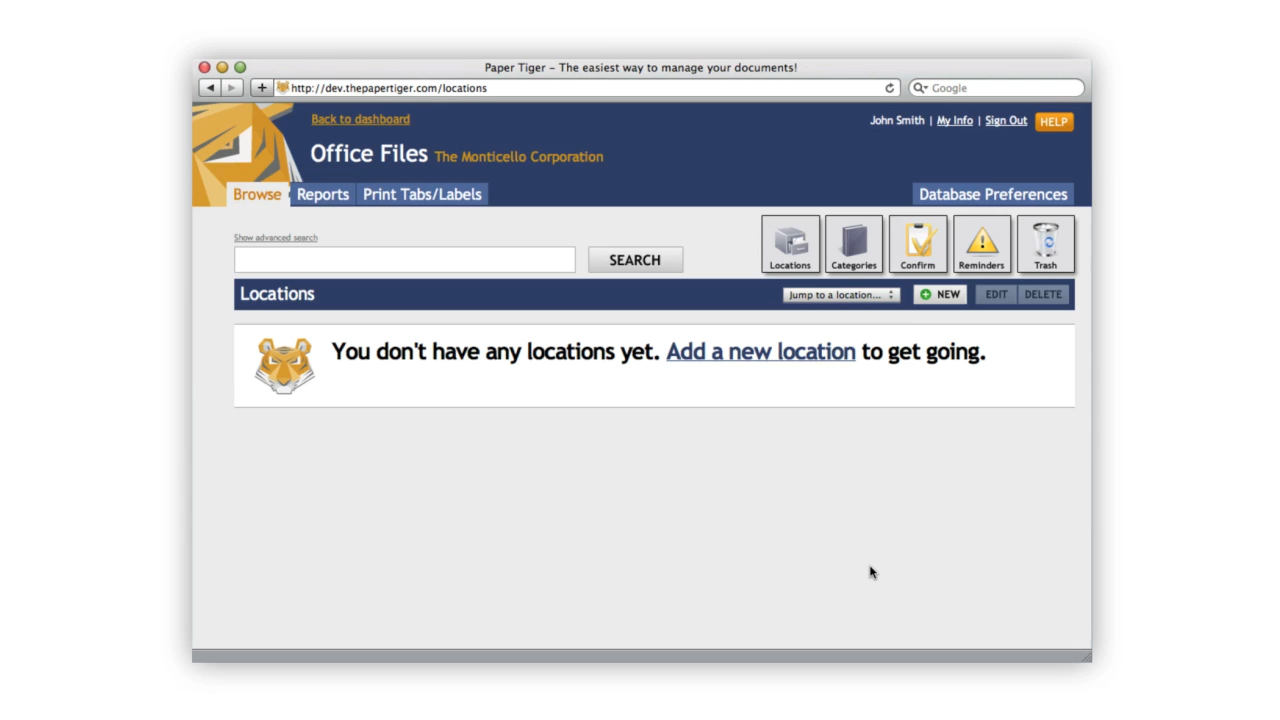 Paper Tiger – The easiest way to manage your documents!
http://dev.thepapertiger.com/locations
Google
Back to dashboard
John Smith | My Info | Sign Out HELP
Office Files The Monticello Corporation
Browse Reports Print Tabs/Labels Database Preferences
Show advanced search
SEARCH
Locations Categories Confirm Reminders Trash
Locations Jump to a location... NEW EDIT DELETE
You don't have any locations yet. Add a new location to get going.